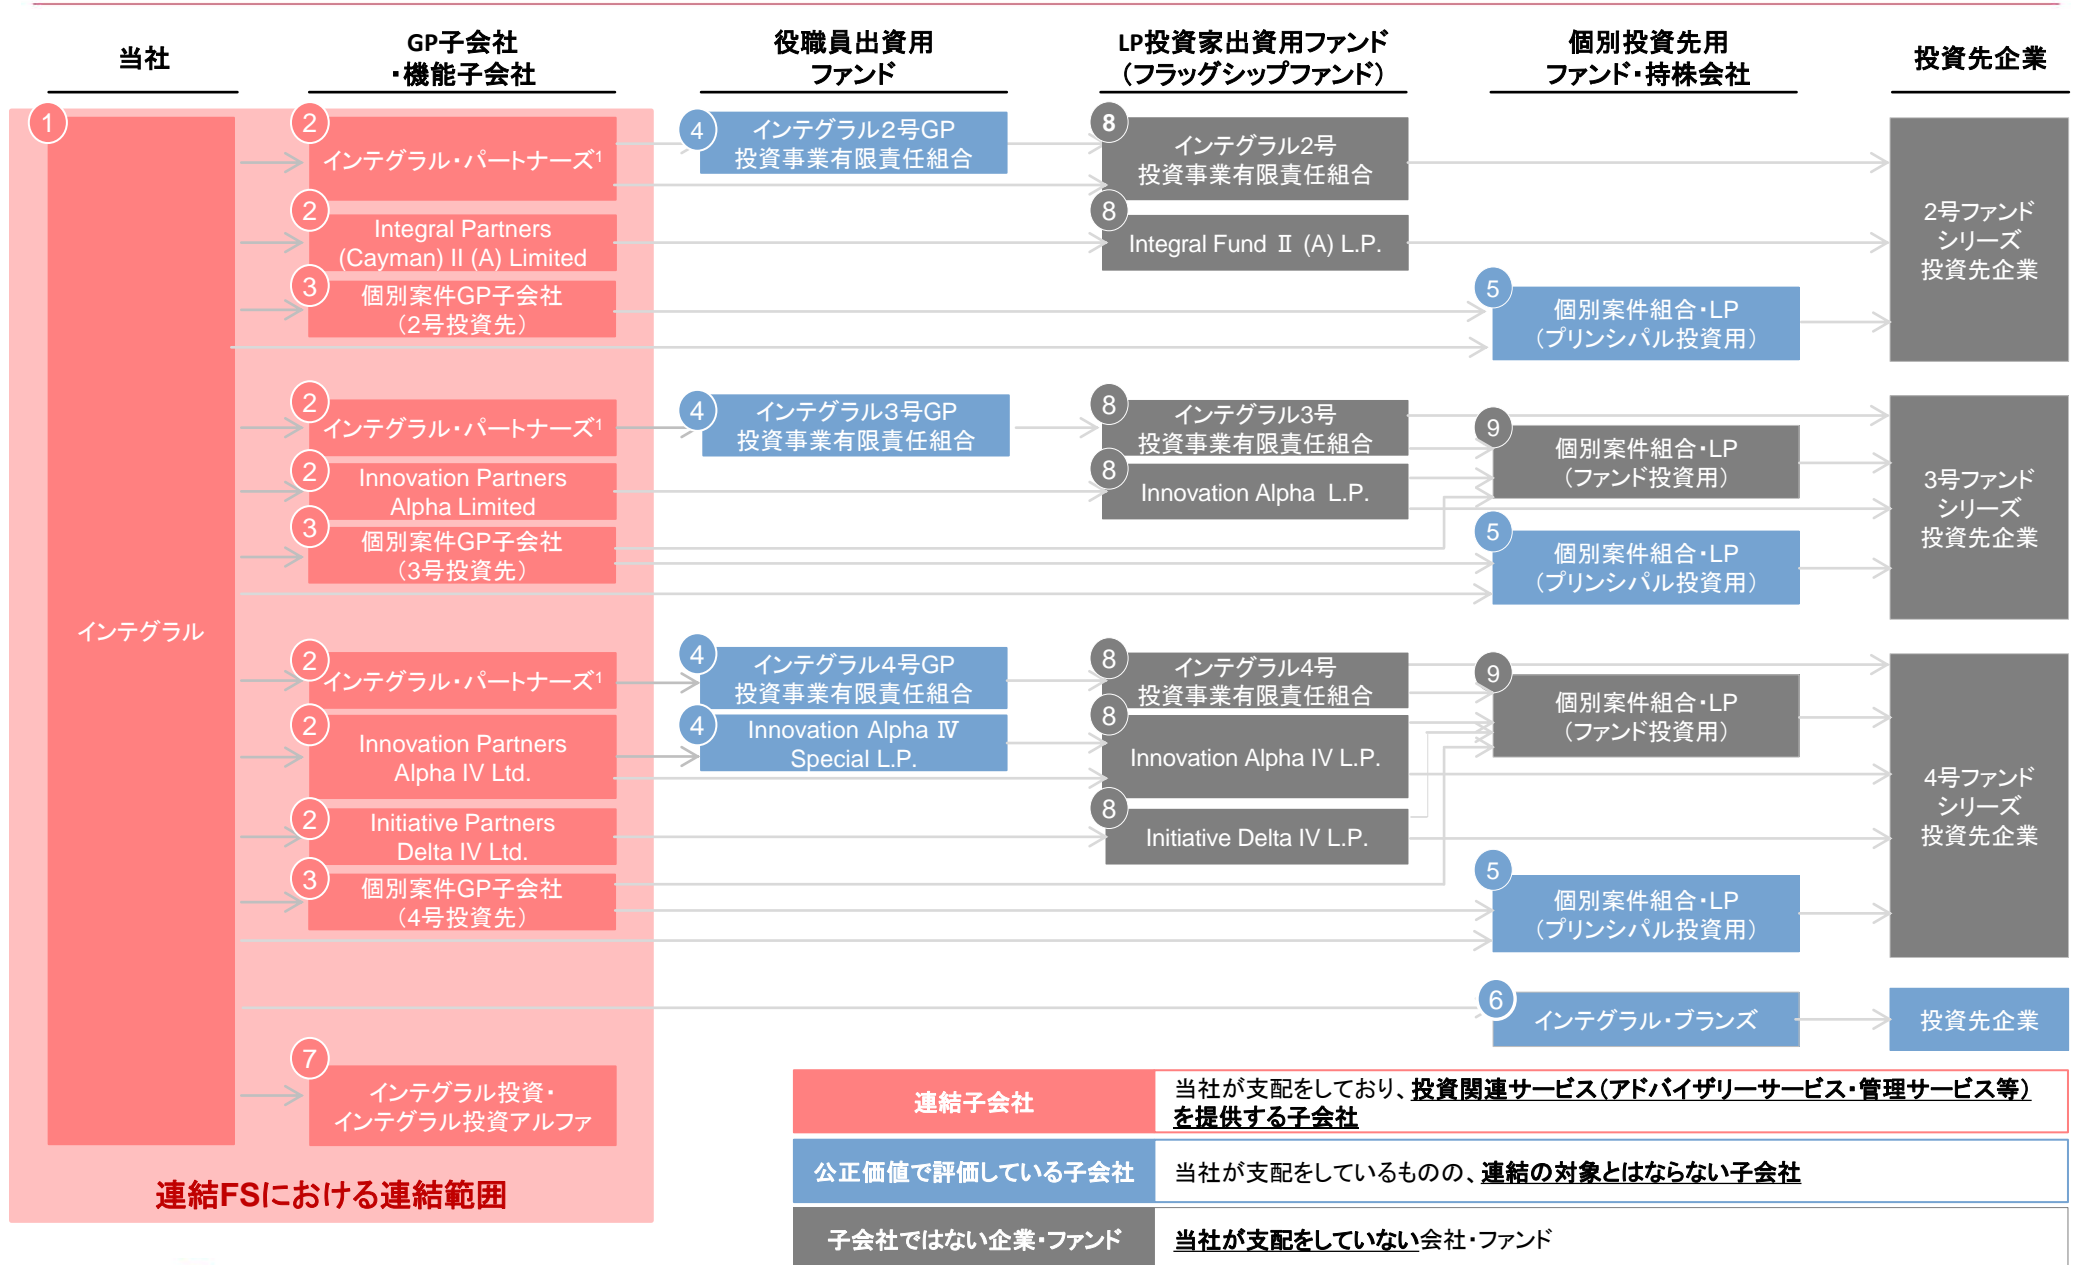 当社
GP子会社
・機能子会社
役職員出資用
ファンド
LP投資家出資用ファンド
（フラッグシップファンド）
個別投資先用
ファンド・持株会社
投資先企業
1
インテグラル
2
インテグラル・パートナーズ1
4
インテグラル2号GP
投資事業有限責任組合
8
インテグラル2号
投資事業有限責任組合
2
Integral Partners
(Cayman) II (A) Limited
8
Integral Fund Ⅱ (A) L.P.
3
個別案件GP子会社
（2号投資先）
5
個別案件組合・LP
（プリンシパル投資用）
2号ファンド
シリーズ
投資先企業
2
インテグラル・パートナーズ1
4
インテグラル3号GP
投資事業有限責任組合
8
インテグラル3号
投資事業有限責任組合
9
個別案件組合・LP
（ファンド投資用）
2
Innovation Partners
Alpha Limited
8
Innovation Alpha L.P.
3
個別案件GP子会社
（3号投資先）
5
個別案件組合・LP
（プリンシパル投資用）
3号ファンド
シリーズ
投資先企業
2
インテグラル・パートナーズ1
4
インテグラル4号GP
投資事業有限責任組合
8
インテグラル4号
投資事業有限責任組合
9
個別案件組合・LP
（ファンド投資用）
2
Innovation Partners
Alpha IV Ltd.
4
Innovation Alpha Ⅳ
Special L.P.
8
Innovation Alpha IV L.P.
2
Initiative Partners
Delta IV Ltd.
8
Initiative Delta IV L.P.
3
個別案件GP子会社
（4号投資先）
5
個別案件組合・LP
（プリンシパル投資用）
4号ファンド
シリーズ
投資先企業
6
インテグラル・ブランズ
投資先企業
7
インテグラル投資・
インテグラル投資アルファ
連結FSにおける連結範囲
連結子会社
当社が支配をしており、投資関連サービス（アドバイザリーサービス・管理サービス等）
を提供する子会社
公正価値で評価している子会社
当社が支配をしているものの、連結の対象とはならない子会社
子会社ではない企業・ファンド
当社が支配をしていない会社・ファンド